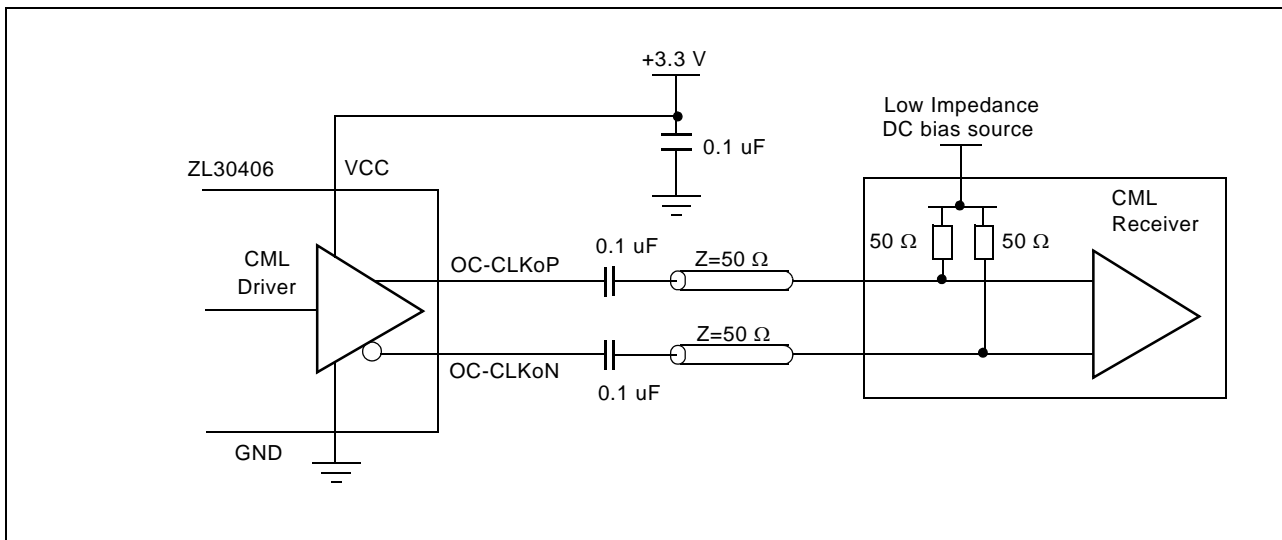 +3.3 V
Low Impedance
DC bias source
0.1 uF
ZL30406
VCC
CML
Receiver
50 Ω
50 Ω
0.1 uF
CML
Driver
OC-CLKoP
Z=50 Ω
Z=50 Ω
OC-CLKoN
0.1 uF
GND